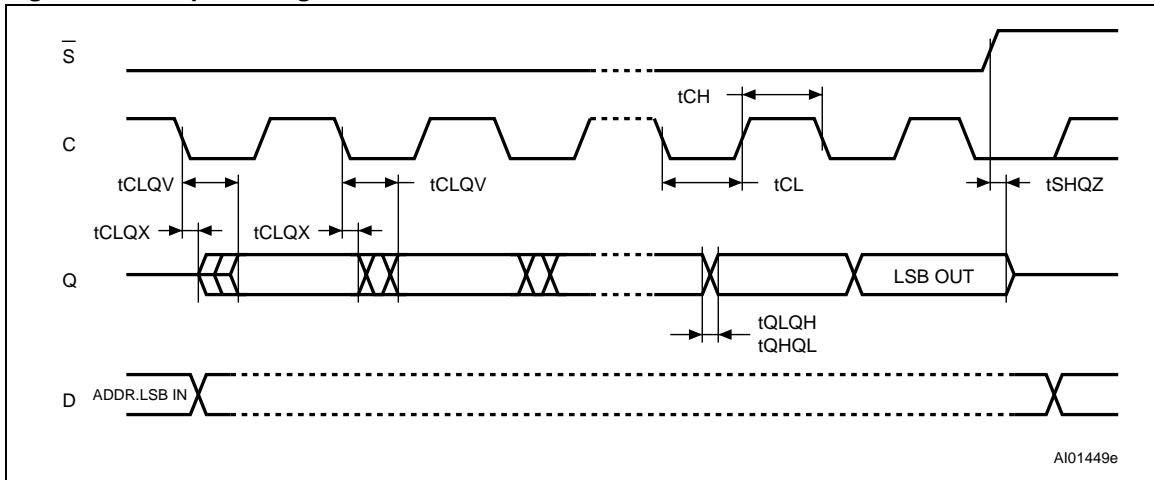 S
tCH
C
tCLQV
tCLQV
tCL
tSHQZ
tCLQX
tCLQX
Q
LSB OUT
tQLQH
tQHQL
D
ADDR.LSB IN
AI01449e